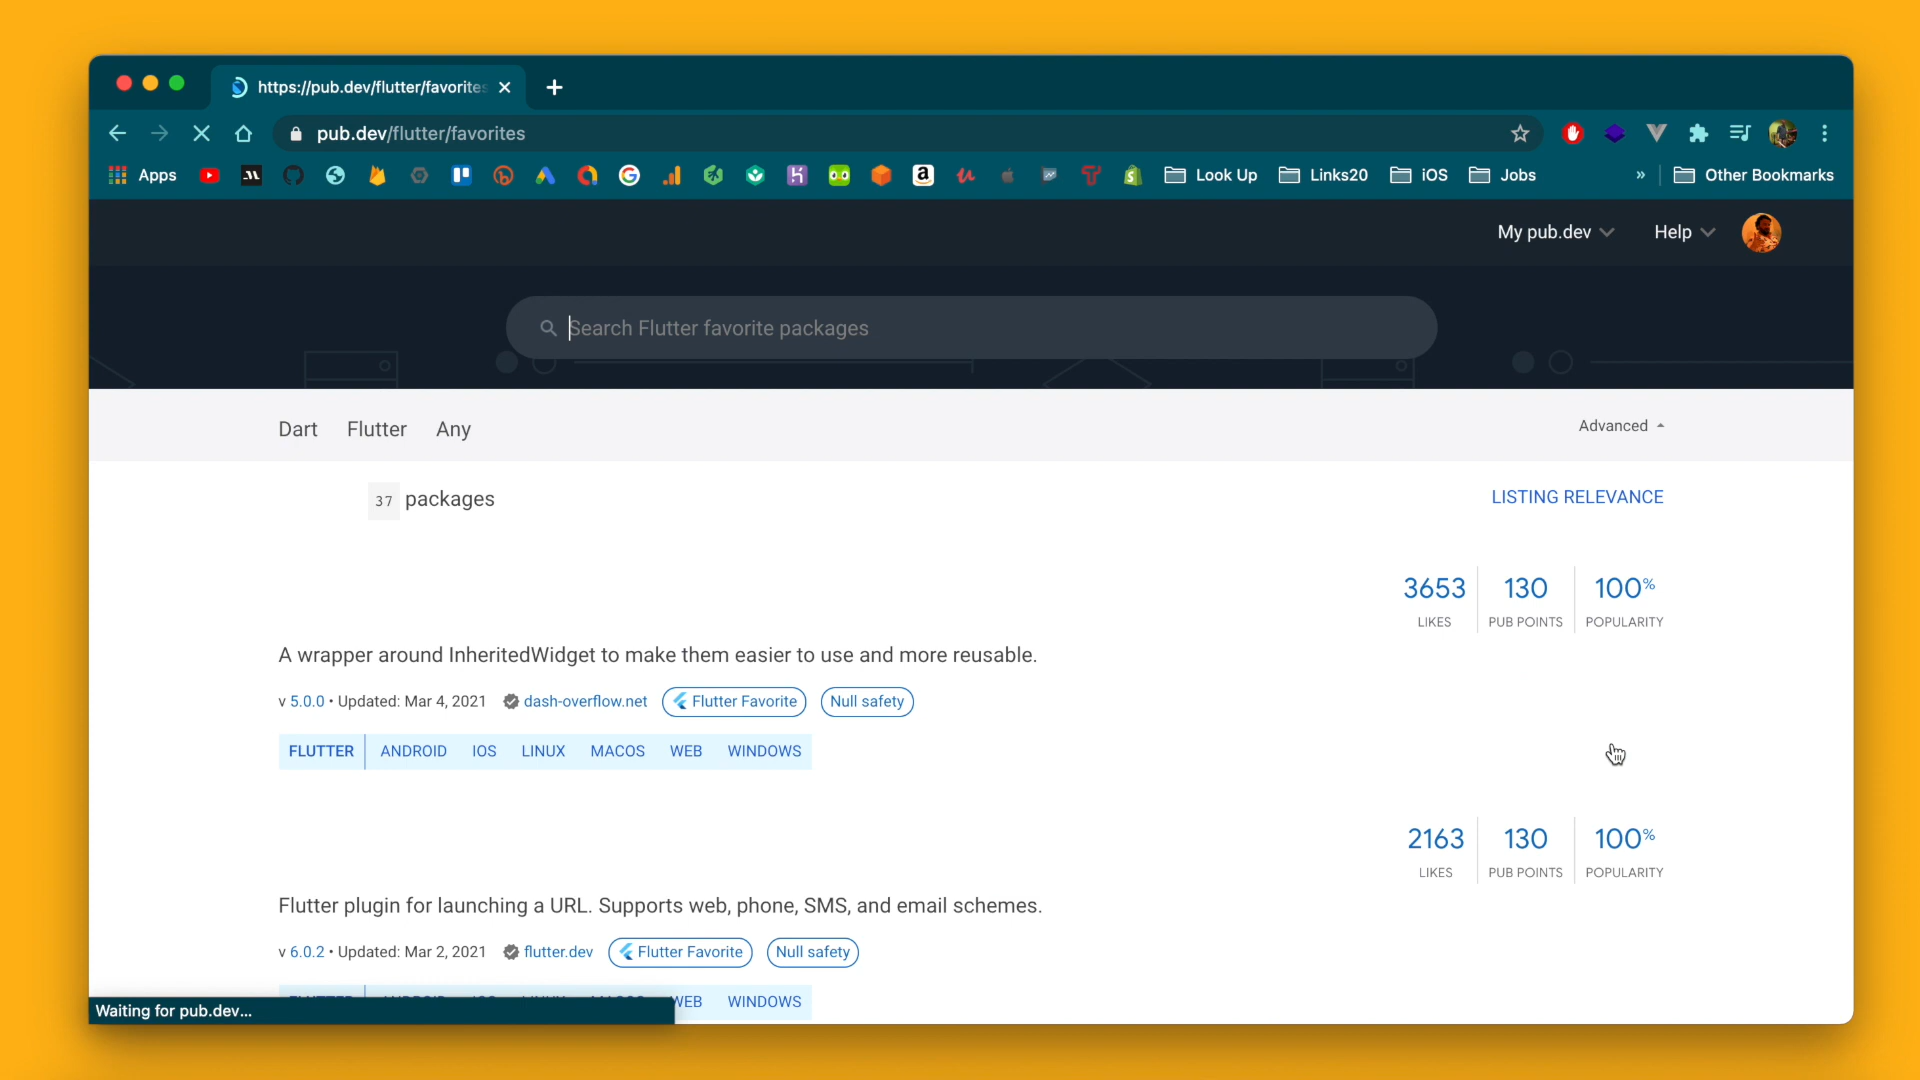 https://pub.dev/flutter/favorites
pub.dev/flutter/favorites
Apps
Look Up
Links20
iOS
Jobs
Other Bookmarks
My pub.dev
Help
Search Flutter favorite packages
Dart Flutter Any
Advanced
37 packages
LISTING RELEVANCE
3653 130 100%
LIKES PUB POINTS POPULARITY
A wrapper around InheritedWidget to make them easier to use and more reusable.
v 5.0.0 • Updated: Mar 4, 2021 dash-overflow.net Flutter Favorite Null safety
FLUTTER ANDROID IOS LINUX MACOS WEB WINDOWS
2163 130 100%
LIKES PUB POINTS POPULARITY
Flutter plugin for launching a URL. Supports web, phone, SMS, and email schemes.
v 6.0.2 • Updated: Mar 2, 2021 flutter.dev Flutter Favorite Null safety
WEB WINDOWS
Waiting for pub.dev...